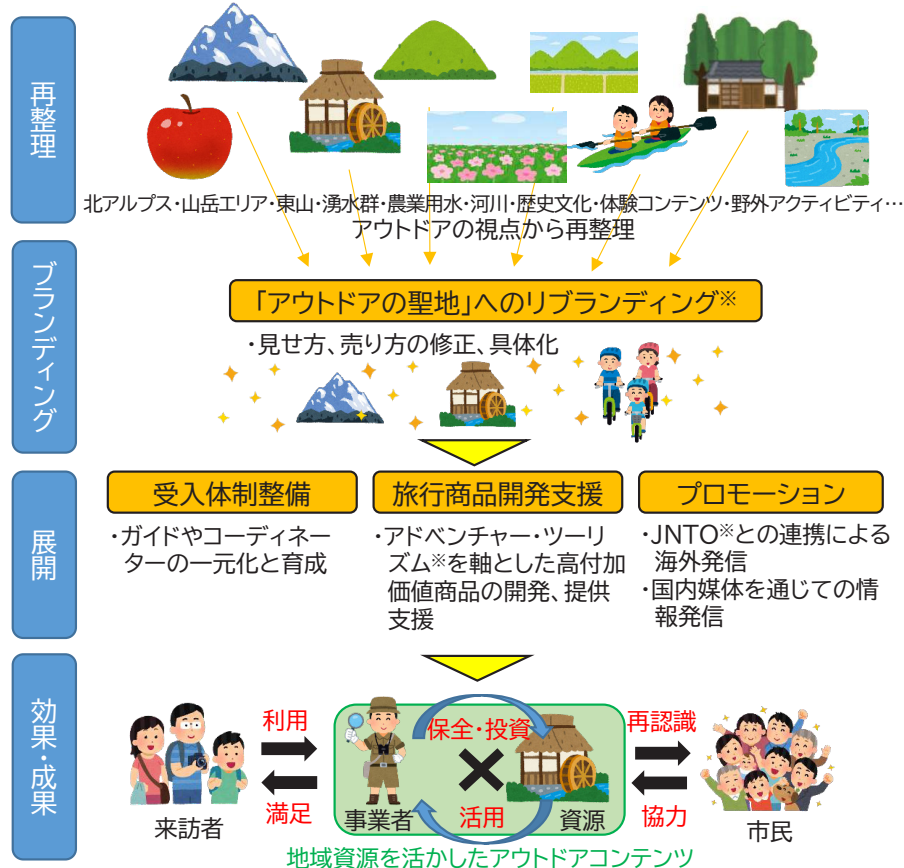 再整理
北アルプス・山岳エリア・東山・湧水群・農業用水・河川・歴史文化・体験コンテンツ・野外アクティビティ…
アウトドアの視点から再整理
ブランディング
「アウトドアの聖地」へのリブランディング※
・見せ方、売り方の修正、具体化
展開
受入体制整備
・ガイドやコーディネー
ターの一元化と育成
旅行商品開発支援
・アドベンチャー・ツーリ
ズム※を軸とした高付加
価値商品の開発、提供
支援
プロモーション
・JNTO※との連携による
海外発信
・国内媒体を通じての情
報発信
効果・成果
来訪者
利用
満足
事業者
保全・投資
活用
資源
再認識
協力
市民
地域資源を活かしたアウトドアコンテンツ